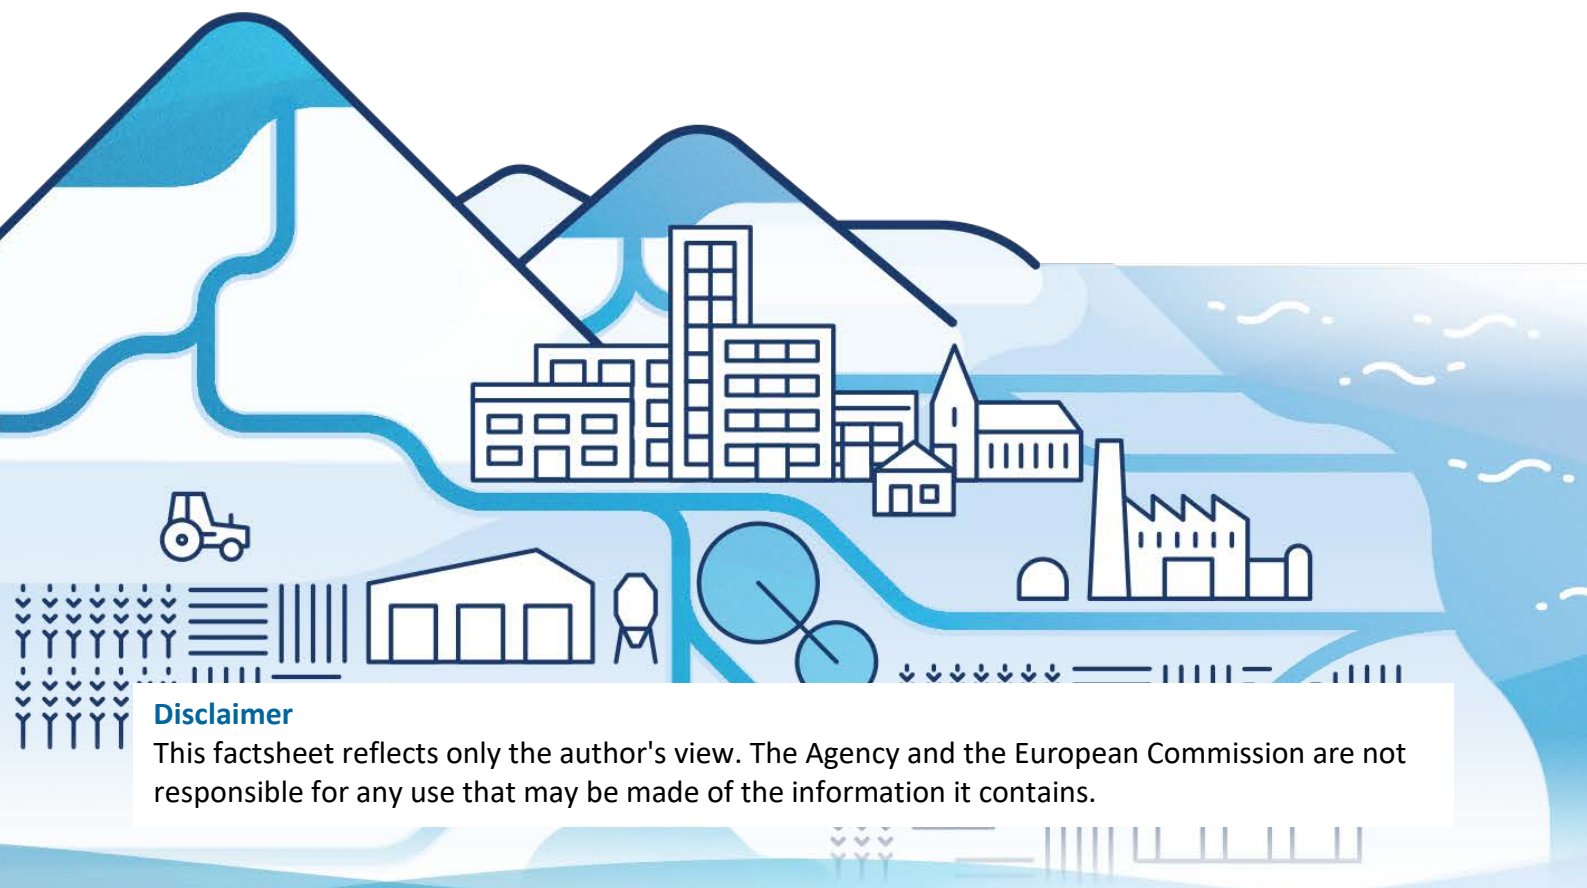 Disclaimer
This factsheet reflects only the author's view. The Agency and the European Commission are not
responsible for any use that may be made of the information it contains.